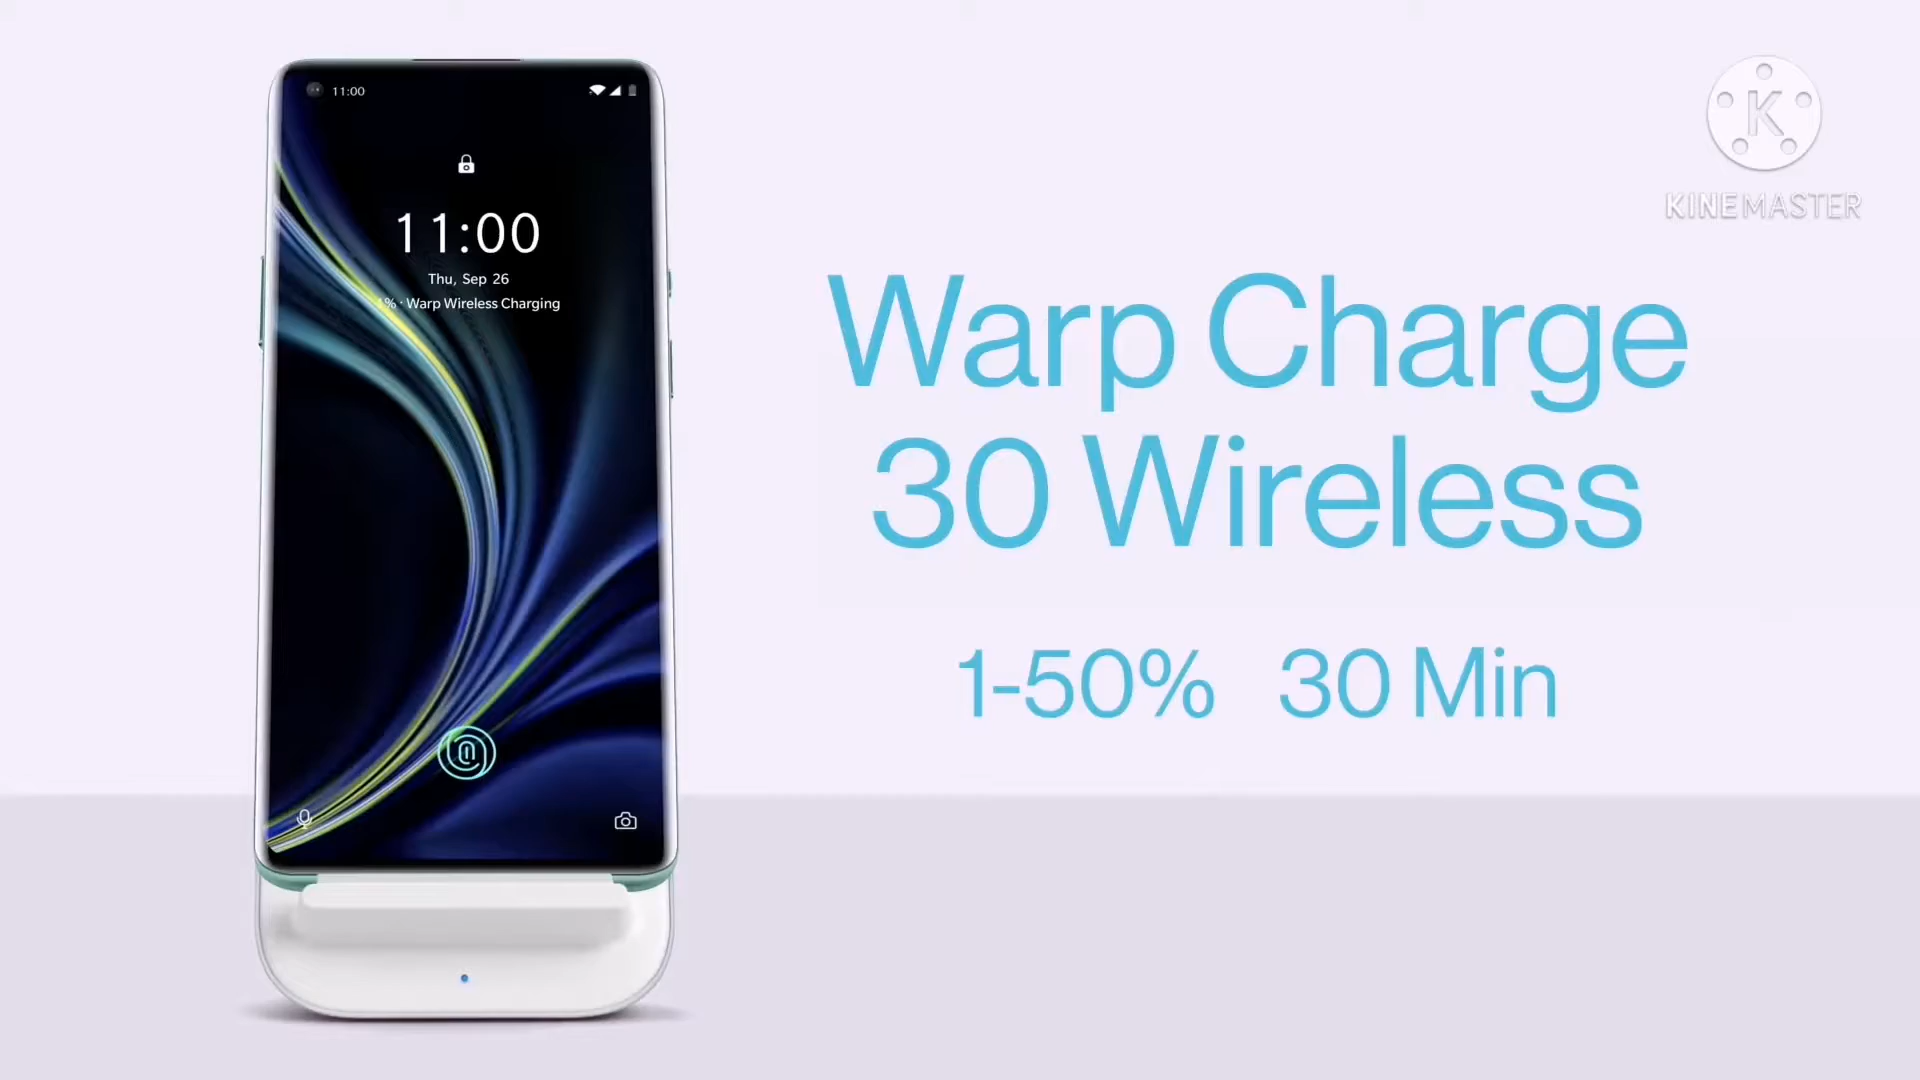 11:00
11:00
Thu, Sep 26
1% · Warp Wireless Charging
Warp Charge
30 Wireless
1-50% 30 Min
K
KINEMASTER